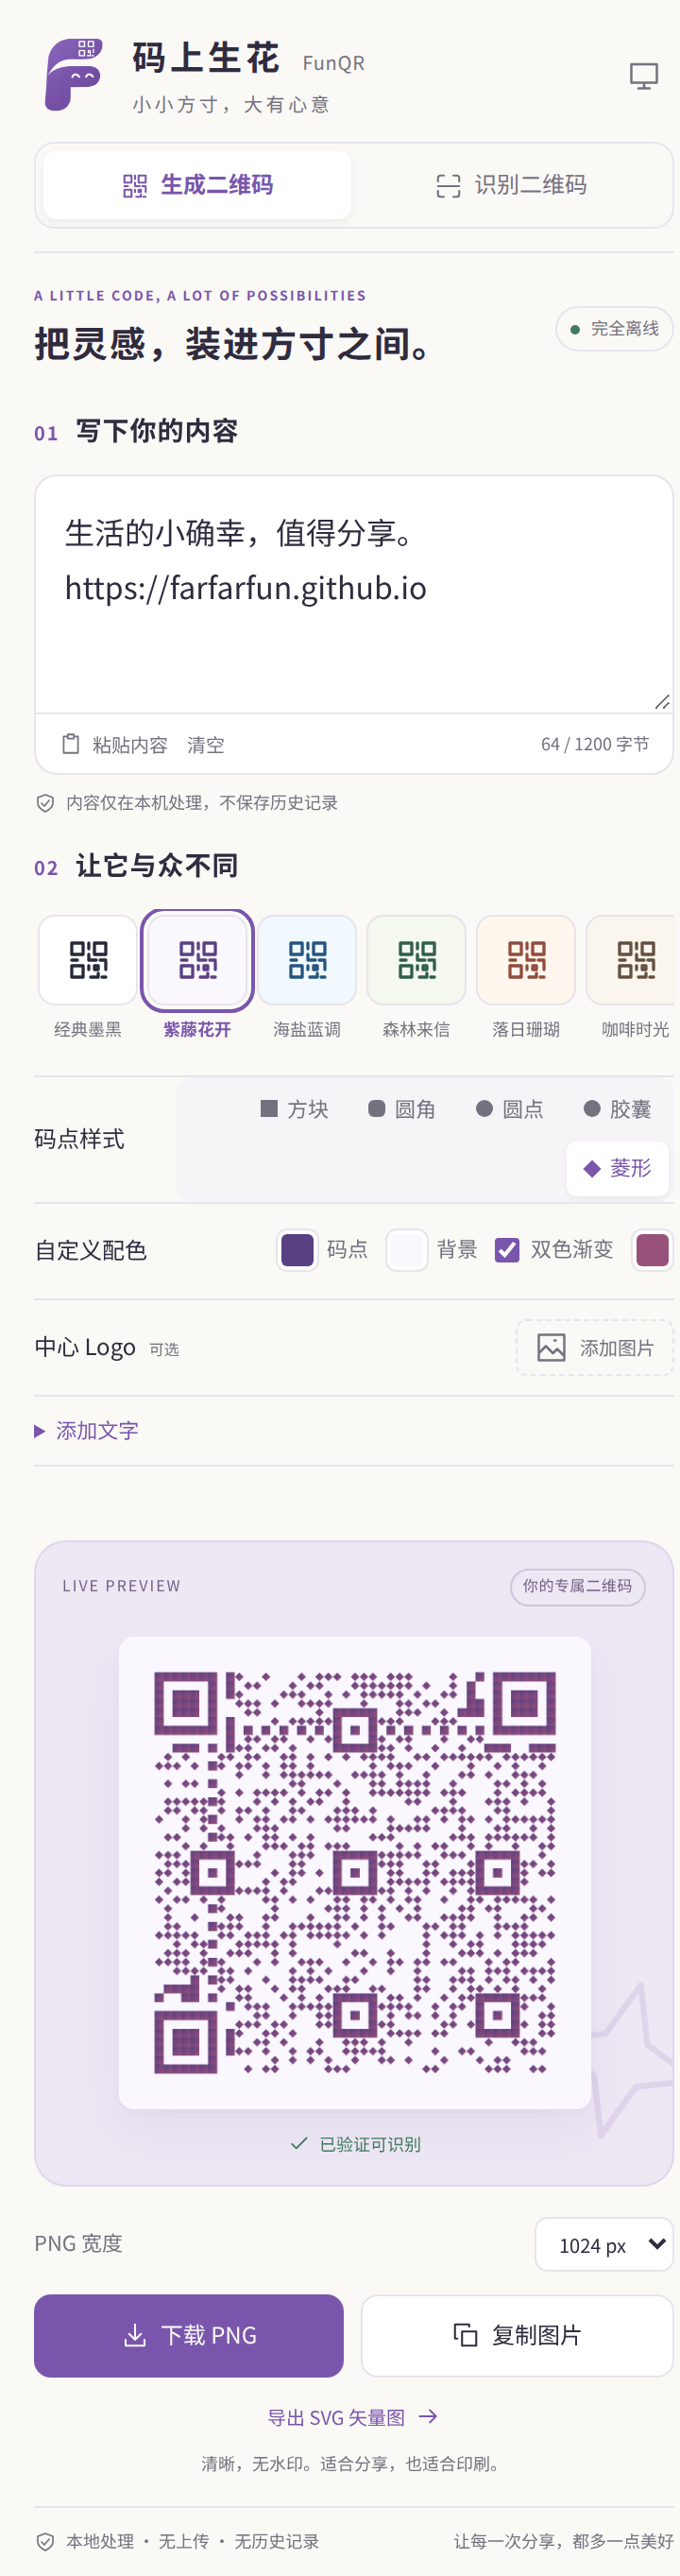 码上生花 FunQR
小小方寸，大有心意
生成二维码 识别二维码
A LITTLE CODE, A LOT OF POSSIBILITIES
把灵感，装进方寸之间。
完全离线
01 写下你的内容
生活的小确幸，值得分享。
https://farfarfun.github.io
粘贴内容 清空 64 / 1200 字节
内容仅在本机处理，不保存历史记录
02 让它与众不同
经典墨黑 紫藤花开 海盐蓝调 森林来信 落日珊瑚 咖啡时光
码点样式 方块 圆角 圆点 胶囊
菱形
自定义配色 码点 背景 双色渐变
中心 Logo 可选 添加图片
添加文字
LIVE PREVIEW 你的专属二维码
已验证可识别
PNG 宽度 1024 px
下载 PNG 复制图片
导出 SVG 矢量图
清晰，无水印。适合分享，也适合印刷。
本地处理 · 无上传 · 无历史记录 让每一次分享，都多一点美好